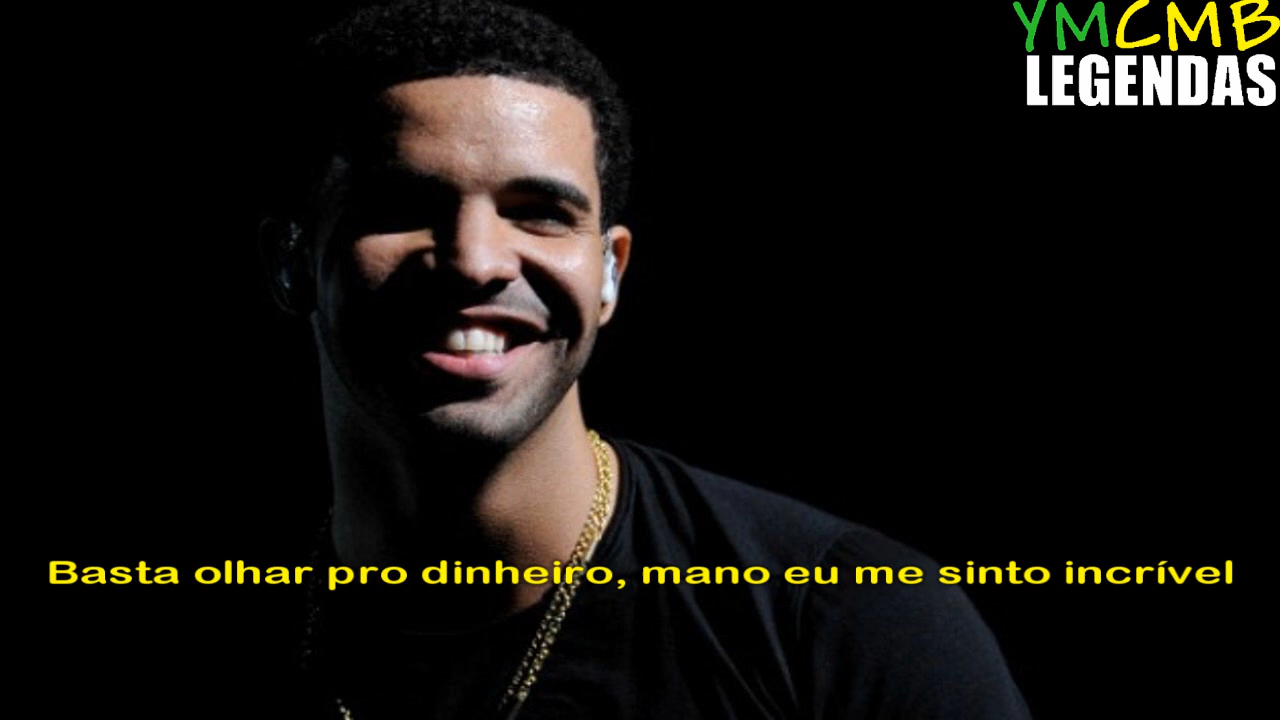 YMCMB
LEGENDAS
Basta olhar pro dinheiro, mano eu me sinto incrível